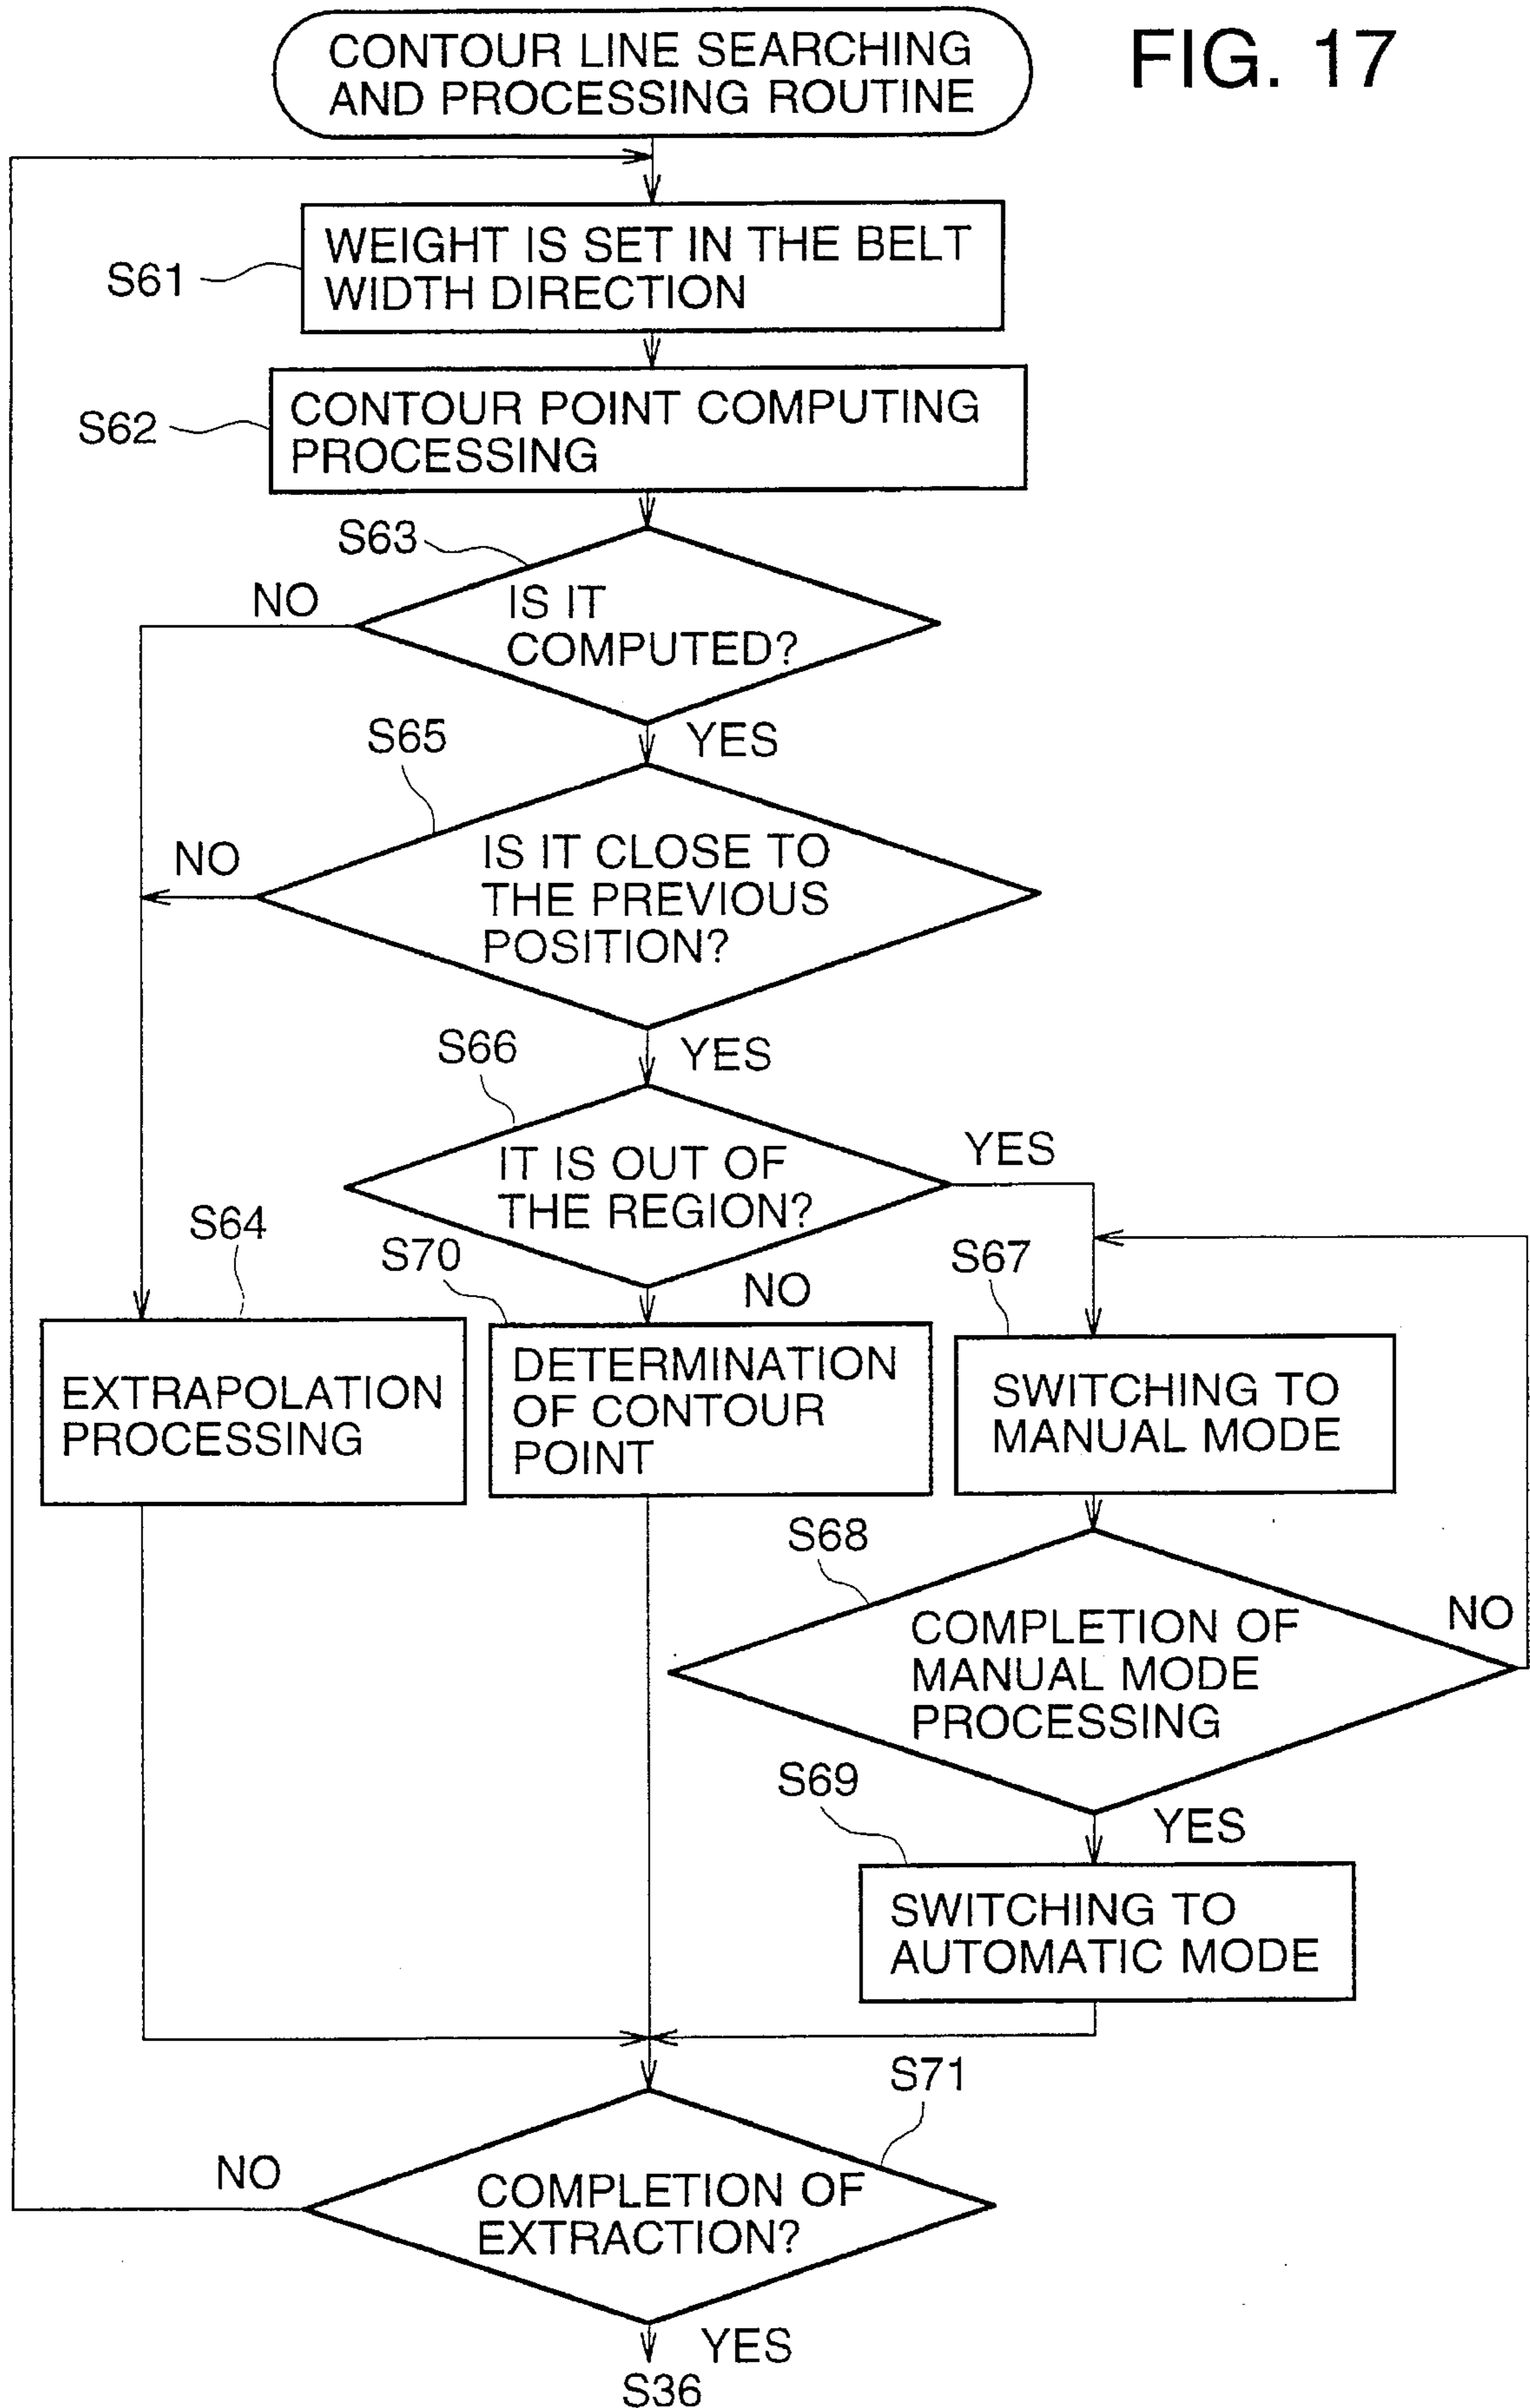 FIG. 17
CONTOUR LINE SEARCHING
AND PROCESSING ROUTINE
S61
WEIGHT IS SET IN THE BELT
WIDTH DIRECTION
S62
CONTOUR POINT COMPUTING
PROCESSING
S63
NO
IS IT
COMPUTED?
YES
S65
NO
IS IT CLOSE TO
THE PREVIOUS
POSITION?
YES
S66
IT IS OUT OF
THE REGION?
YES
NO
S64
EXTRAPOLATION
PROCESSING
S70
DETERMINATION
OF CONTOUR
POINT
S67
SWITCHING TO
MANUAL MODE
S68
COMPLETION OF
MANUAL MODE
PROCESSING
NO
YES
S69
SWITCHING TO
AUTOMATIC MODE
S71
NO
COMPLETION OF
EXTRACTION?
YES
S36